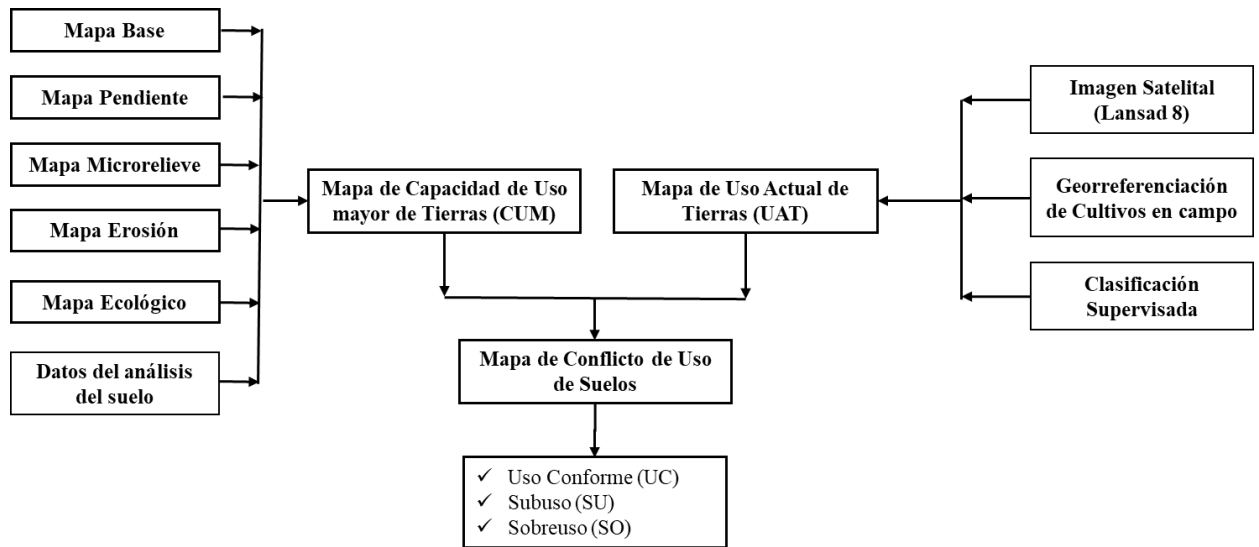 Mapa Base
Mapa Pendiente
Mapa Microrelieve
Mapa Erosión
Mapa Ecológico
Datos del análisis
del suelo
Mapa de Capacidad de Uso
mayor de Tierras (CUM)
Mapa de Uso Actual de
Tierras (UAT)
Imagen Satelital
(Lansad 8)
Georreferenciación
de Cultivos en campo
Clasificación
Supervisada
Mapa de Conflicto de Uso
de Suelos
✓ Uso Conforme (UC)
✓ Subuso (SU)
✓ Sobreuso (SO)